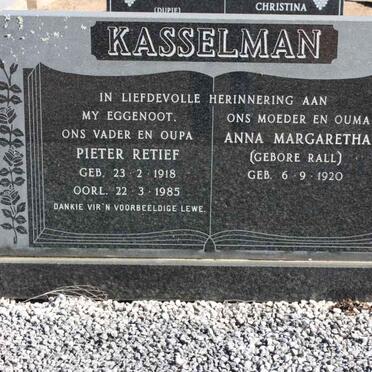 (DUPIE)
CHRISTINA
KASSELMAN
IN LIEFDEVOLLE HERINNERING AAN
MY EGGENOOT.
ONS VADER EN OUPA
PIETER RETIEF
GEB. 23·2·1918
OORL. 22·3·1985
DANKIE VIR'N VOORBEELDIGE LEWE.
ONS MOEDER EN OUMA
ANNA MARGARETHA
(GEBORE RALL)
GEB. 6·9·1920